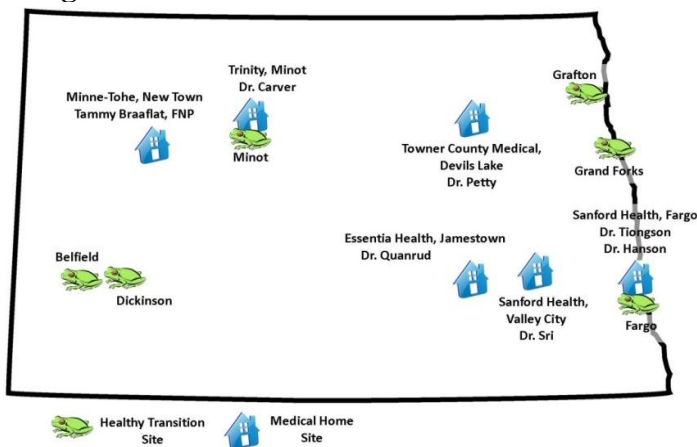 Trinity, Minot
Dr. Carver
Minne-Tohe, New Town
Tammy Braaflat, FNP
Minot
Towner County Medical,
Devils Lake
Dr. Petty
Grafton
Grand Forks
Sanford Health, Fargo
Dr. Tiongson
Dr. Hanson
Fargo
Essentia Health, Jamestown
Dr. Quanrud
Sanford Health,
Valley City
Dr. Sri
Belfield
Dickinson
Healthy Transition
Site
Medical Home
Site